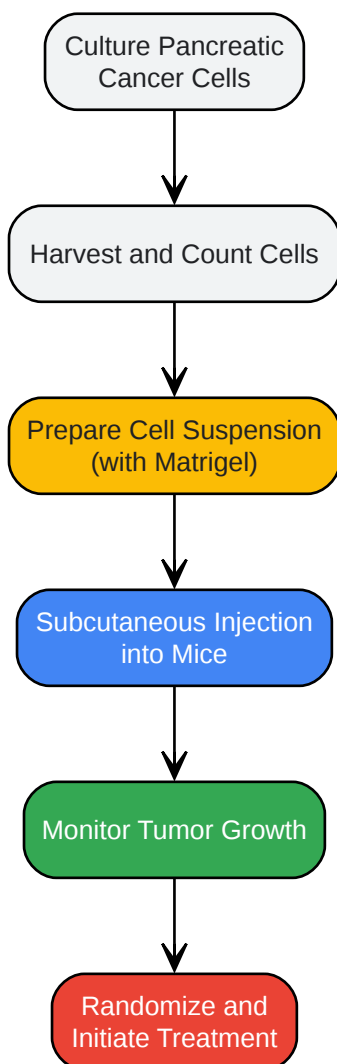 Culture Pancreatic
Cancer Cells
Harvest and Count Cells
Prepare Cell Suspension
(with Matrigel)
Subcutaneous Injection
into Mice
Monitor Tumor Growth
Randomize and
Initiate Treatment